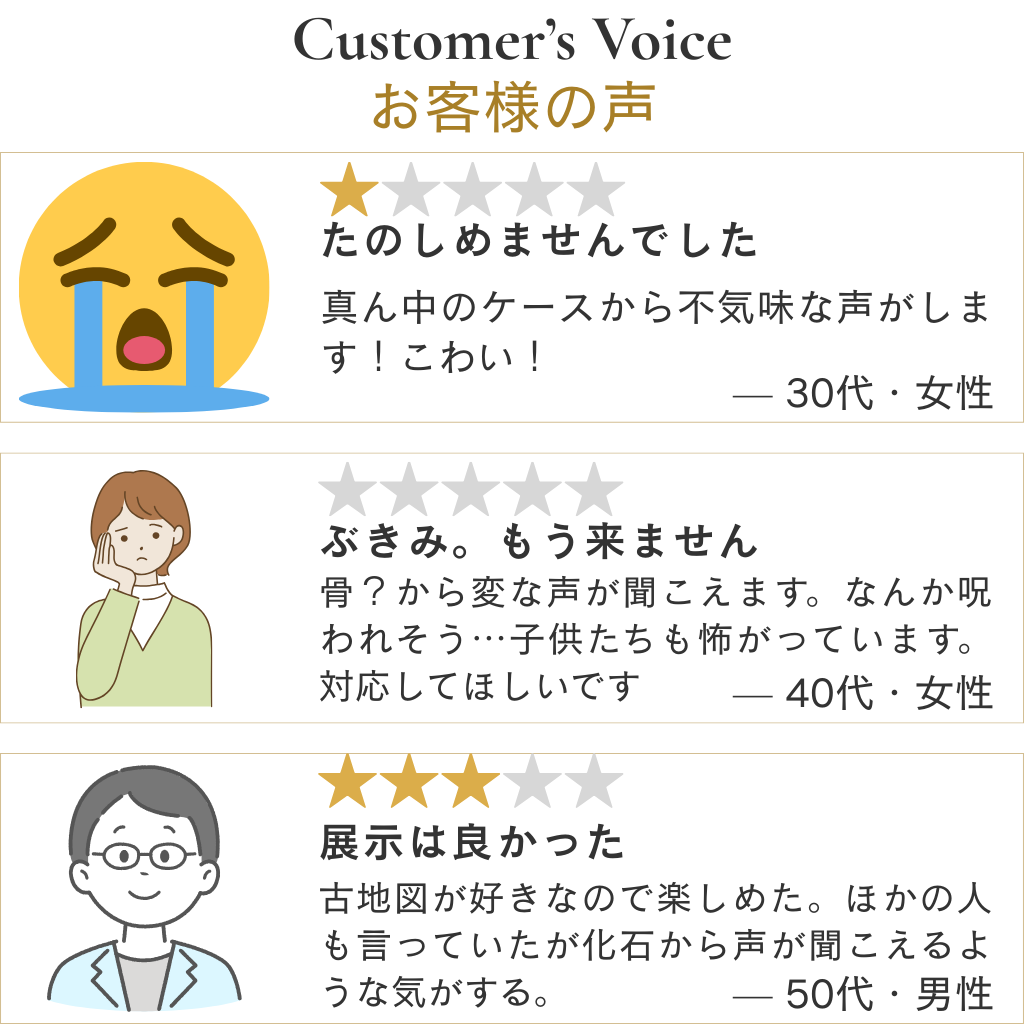 Customer’s Voice
お客様の声
たのしめませんでした
真ん中のケースから不気味な声がしま
す！こわい！
— 30代・女性
ぶきみ。もう来ません
骨？から変な声が聞こえます。なんか呪
われそう…子供たちも怖がっています。
対応してほしいです
— 40代・女性
展示は良かった
古地図が好きなので楽しめた。ほかの人
も言っていたが化石から声が聞こえるよ
うな気がする。
— 50代・男性